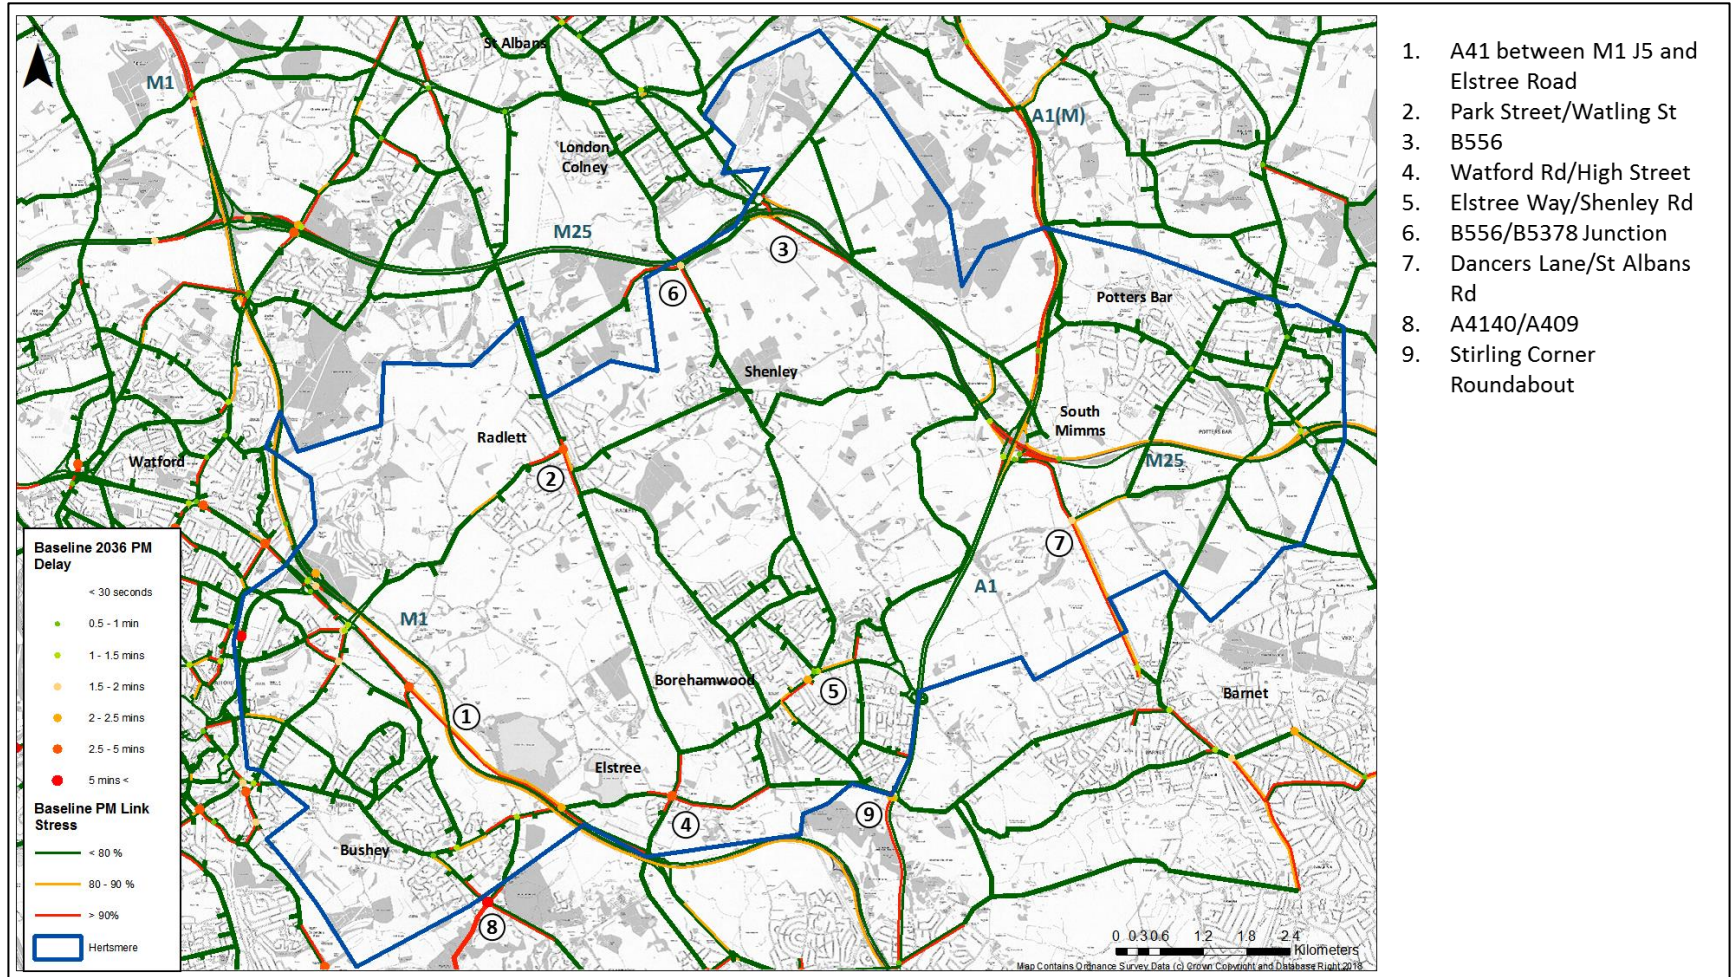 N
St Albans
M1
A1(M)
London
Colney
M25
3
6
Potters Bar
Shenley
South
Mimms
Radlett
POTTERS BAR
M25
Watford
2
7
A1
M1
Borehamwood
5
Barnet
1
Elstree
4
9
Bushey
8
Baseline 2036 PM
Delay
< 30 seconds
0.5 - 1 min
1 - 1.5 mins
1.5 - 2 mins
2 - 2.5 mins
2.5 - 5 mins
5 mins <
Baseline PM Link
Stress
< 80 %
80 - 90 %
> 90%
Hertsmere
0 0.3 0.6 1.2 1.8 2.4
Kilometers
Map Contains Ordnance Survey Data (c) Crown Copyright and Database Right 2018
1. A41 between M1 J5 and
Elstree Road
2. Park Street/Watling St
3. B556
4. Watford Rd/High Street
5. Elstree Way/Shenley Rd
6. B556/B5378 Junction
7. Dancers Lane/St Albans
Rd
8. A4140/A409
9. Stirling Corner
Roundabout